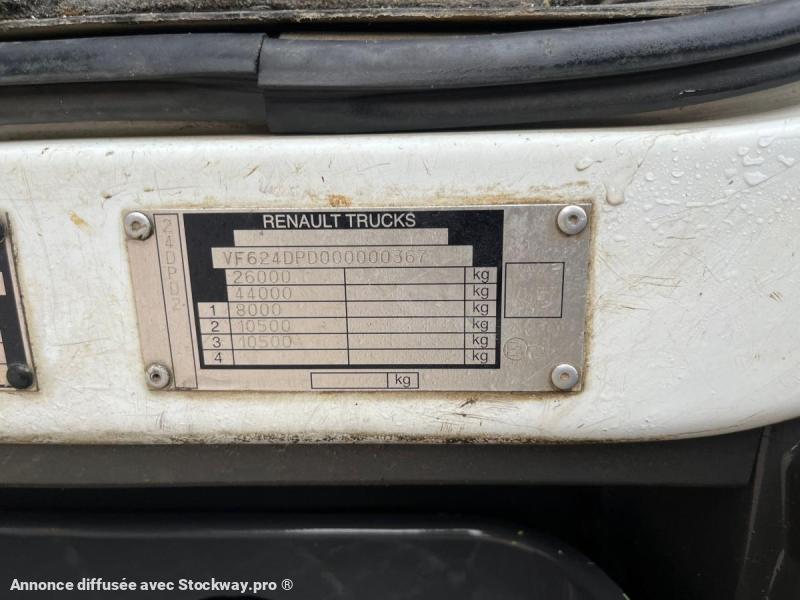 RENAULT TRUCKS
24DPD2
VF624DPD000000367
26000 kg
44000 kg
1 8000 kg
2 10500 kg
3 10500 kg
4 kg
kg
Annonce diffusée avec Stockway.pro ®